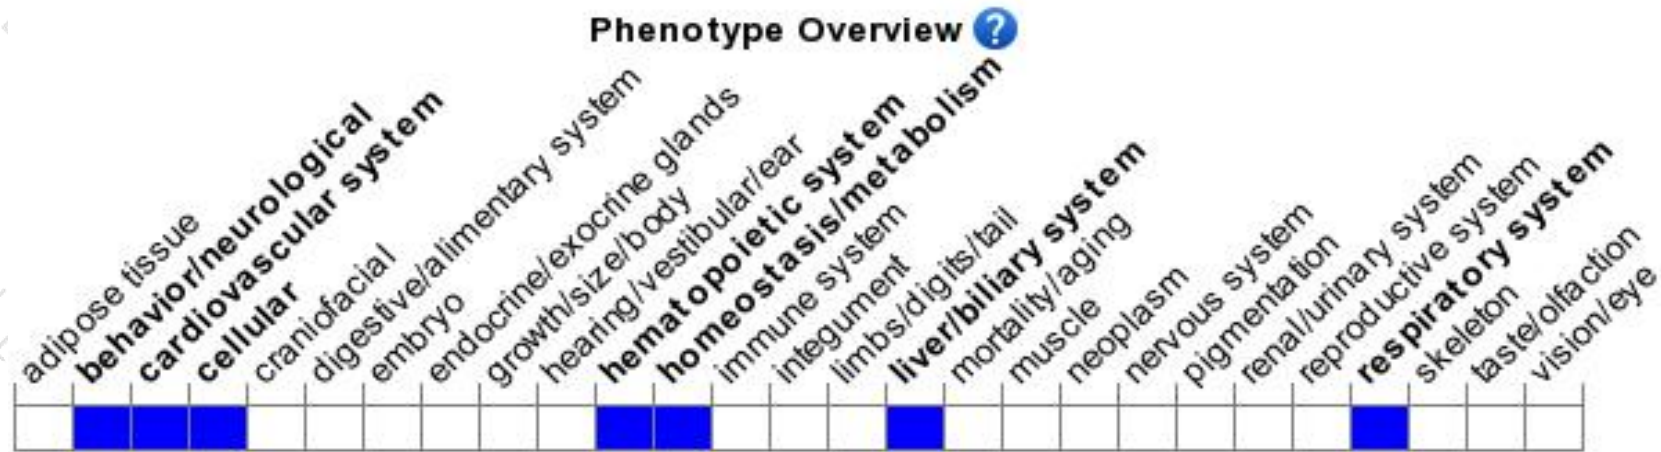 Phenotype Overview ?
adipose tissue
behavior/neurological
cardiovascular system
cellular
craniofacial
digestive/alimentary system
embryo
endocrine/exocrine glands
growth/size/body
hearing/vestibular/ear
hematopoietic system
homeostasis/metabolism
immune system
integument
limbs/digits/tail
liver/biliary system
mortality/aging
muscle
neoplasm
nervous system
pigmentation
renal/urinary system
reproductive system
respiratory system
skeleton
taste/olfaction
vision/eye